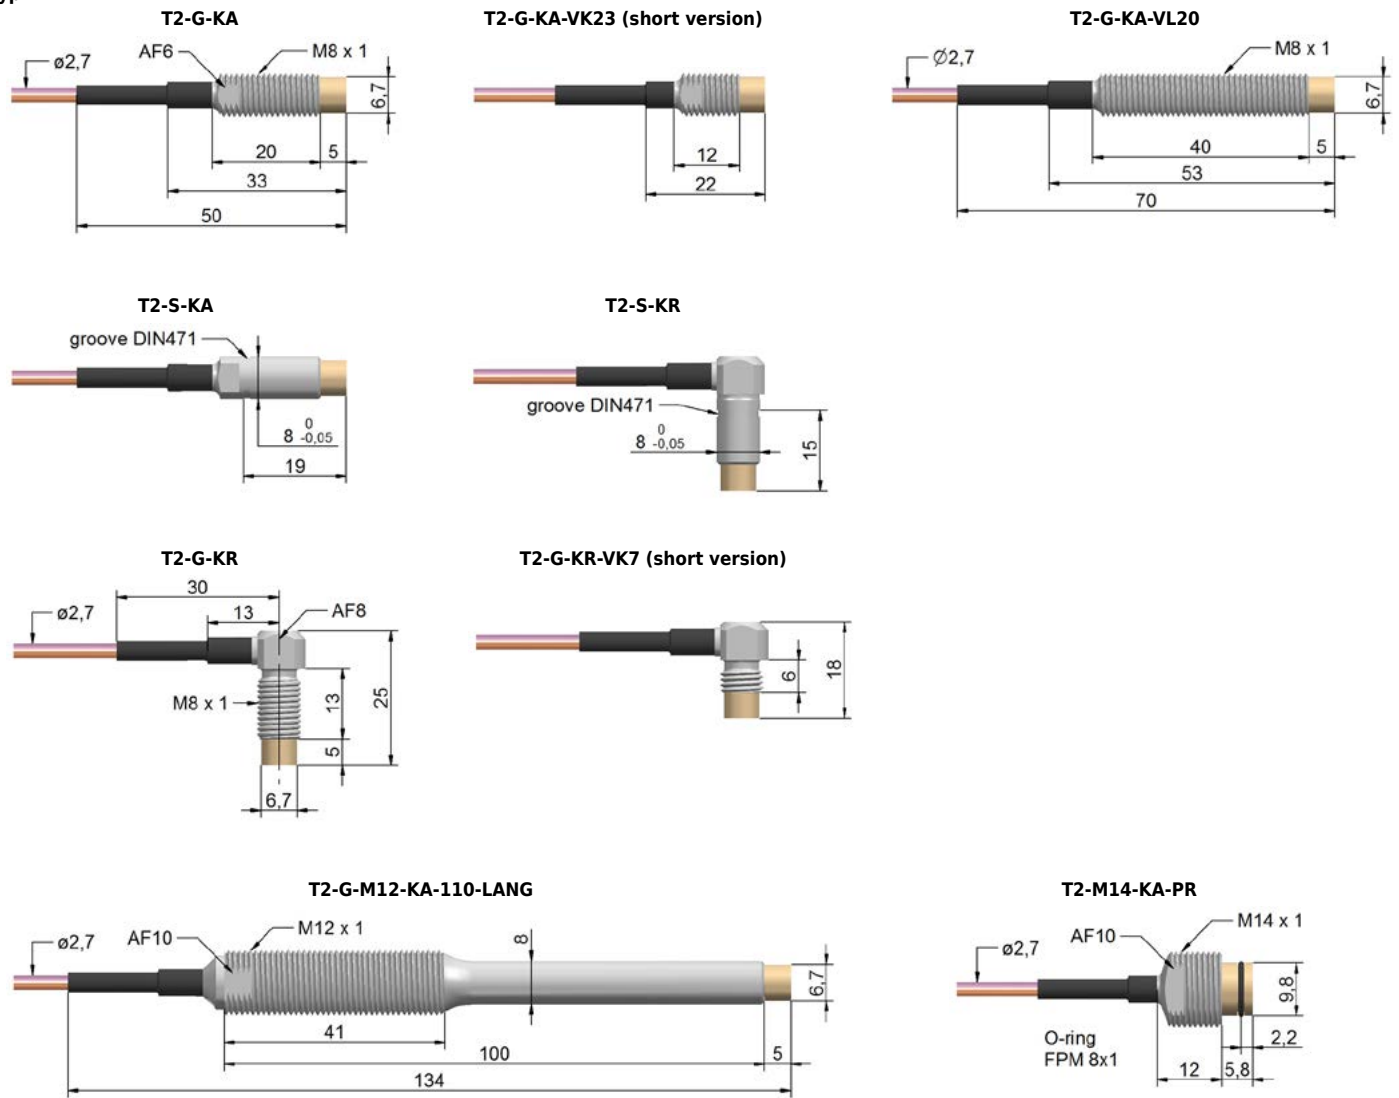 T2-G-KA
T2-G-KA-VK23 (short version)
T2-G-KA-VL20
ø2,7
AF6
M8 x 1
6,7
20
5
33
50
12
22
∅2,7
M8 x 1
6,7
40
5
53
70
T2-S-KA
T2-S-KR
groove DIN471
8 0 -0,05
19
groove DIN471
8 0 -0,05
15
T2-G-KR
T2-G-KR-VK7 (short version)
30
ø2,7
13
AF8
M8 x 1
13
25
5
6,7
6
18
T2-G-M12-KA-110-LANG
T2-M14-KA-PR
ø2,7
AF10
M12 x 1
8
6,7
41
100
5
134
ø2,7
AF10
M14 x 1
9,8
O-ring
FPM 8x1
2,2
12
5,8